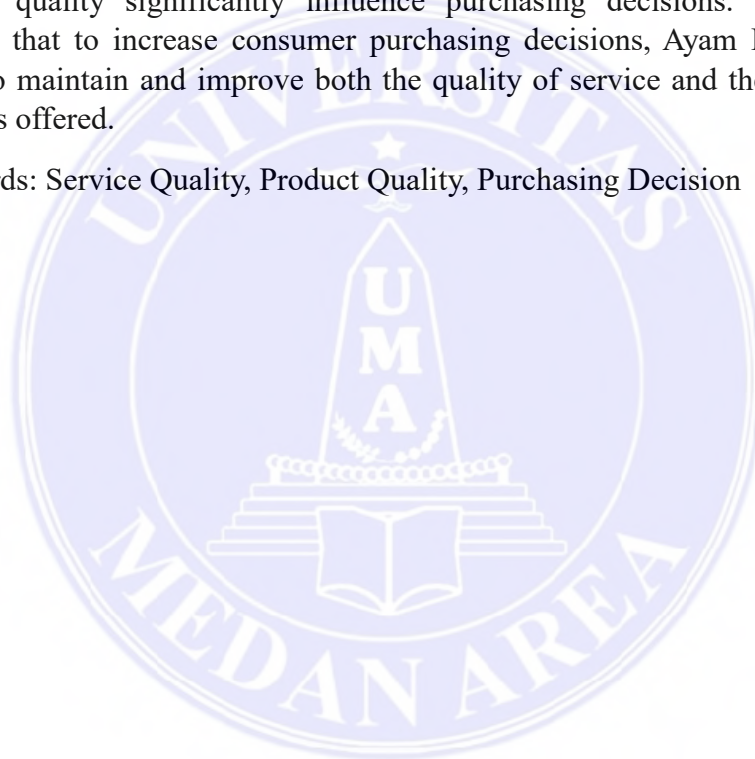 quality significantly influence purchasing decisions.
that to increase consumer purchasing decisions, Ayam
maintain and improve both the quality of service and
offered.
Service Quality, Product Quality, Purchasing Decision
UNIVERSITAS
U
M
A
MEDAN AREA